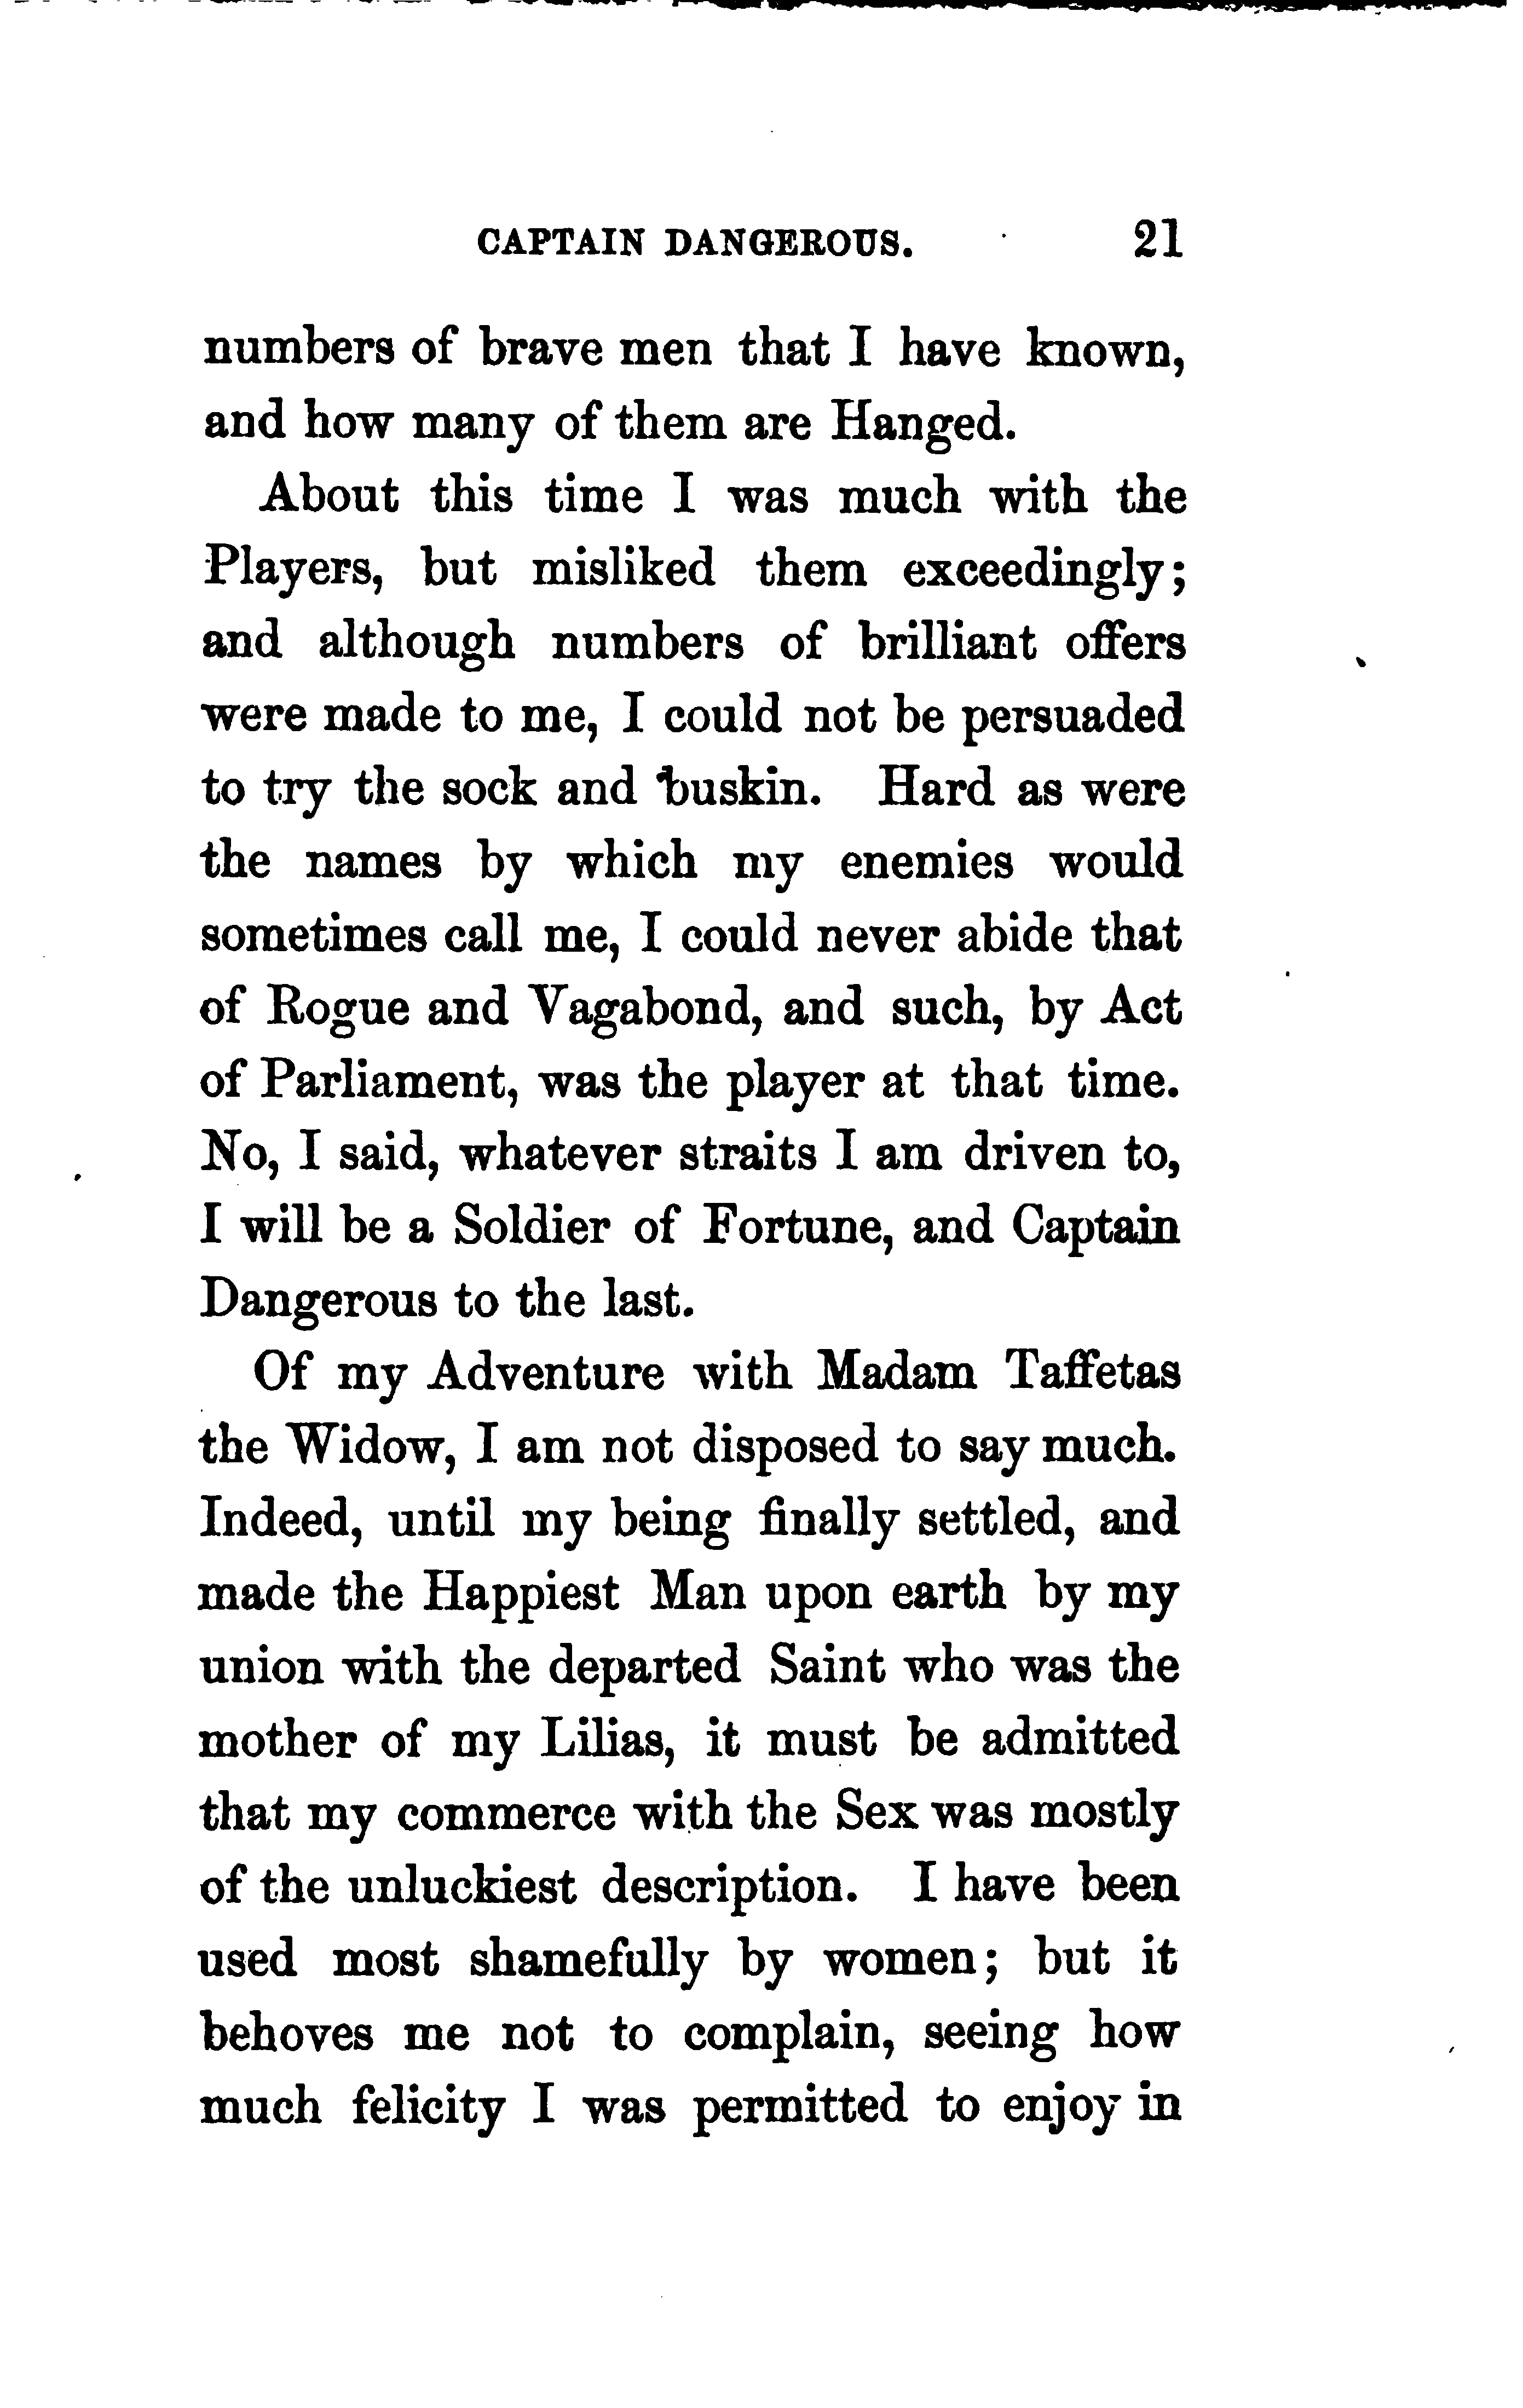 CAPTAIN DANGEROUS. 21
numbers of brave men that I have known,
and how many of them are Hanged.
About this time I was much with the
Players, but misliked them exceedingly;
and although numbers of brilliant offers
were made to me, I could not be persuaded
to try the sock and buskin. Hard as were
the names by which my enemies would
sometimes call me, I could never abide that
of Rogue and Vagabond, and such, by Act
of Parliament, was the player at that time.
No, I said, whatever straits I am driven to,
I will be a Soldier of Fortune, and Captain
Dangerous to the last.
Of my Adventure with Madam Taffetas
the Widow, I am not disposed to say much.
Indeed, until my being finally settled, and
made the Happiest Man upon earth by my
union with the departed Saint who was the
mother of my Lilias, it must be admitted
that my commerce with the Sex was mostly
of the unluckiest description. I have been
used most shamefully by women; but it
behoves me not to complain, seeing how
much felicity I was permitted to enjoy in